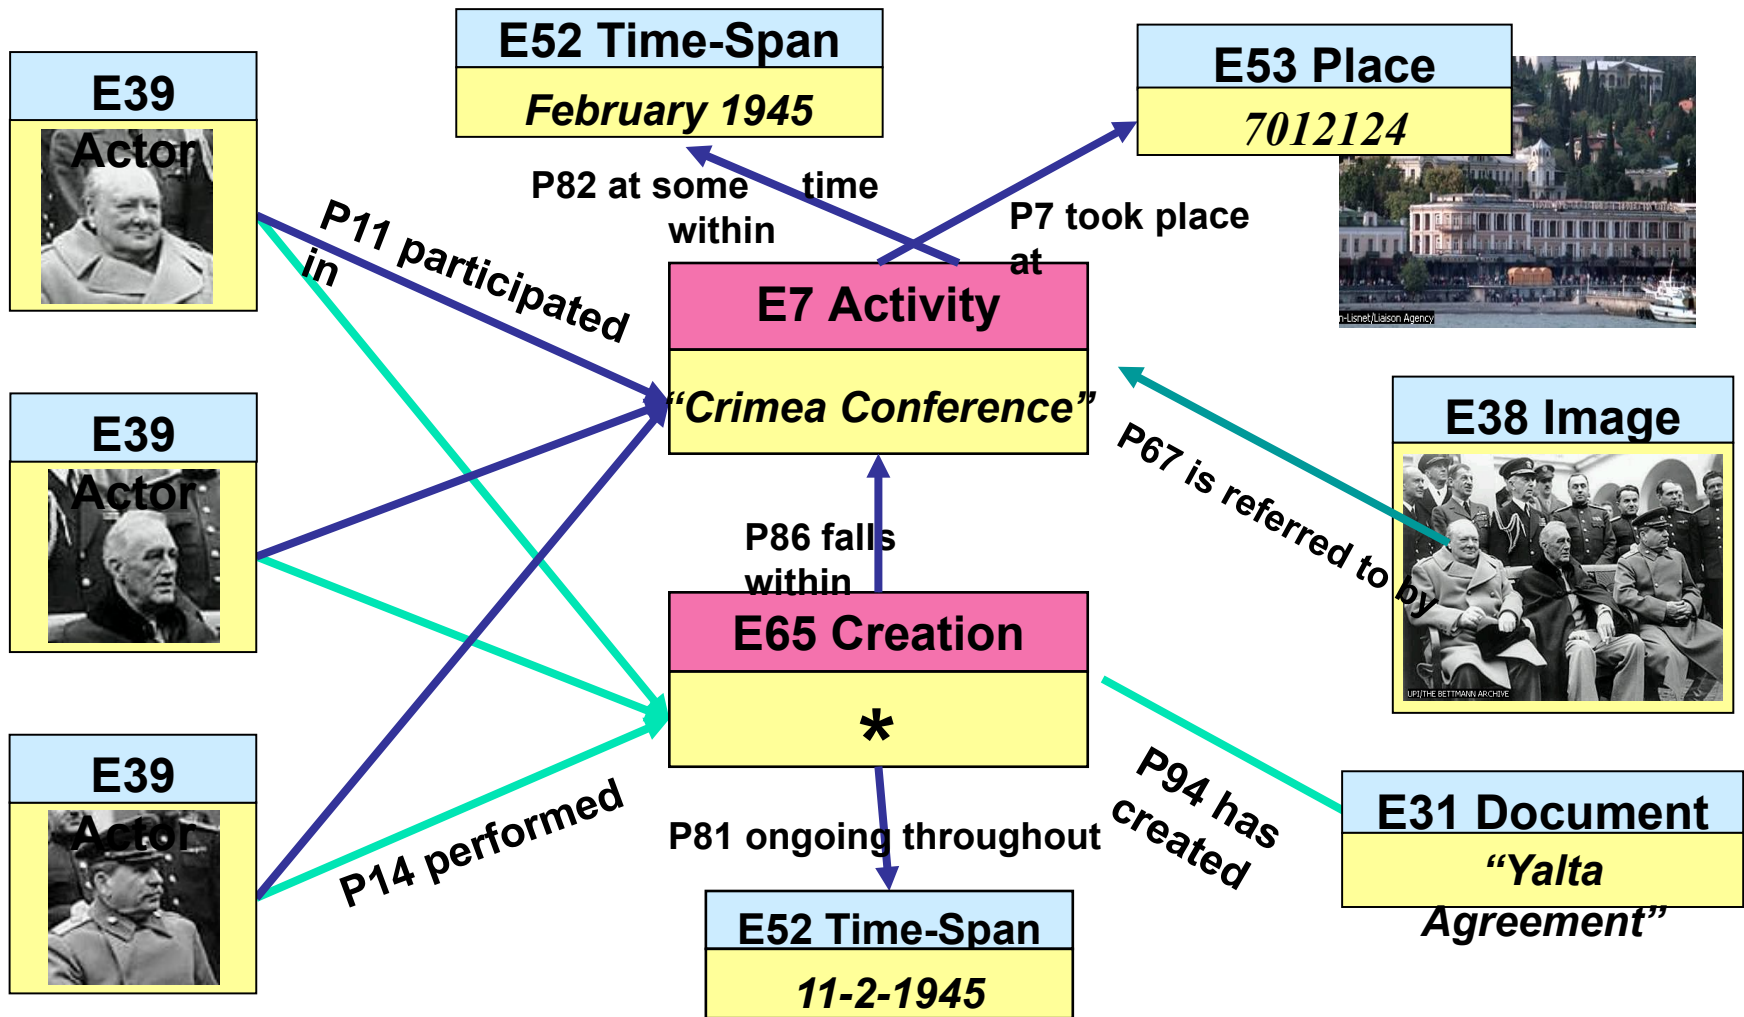 E52 Time-Span
February 1945
E53 Place
7012124
E39
Actor
P82 at some time
within
P7 took place
at
P11 participated
in
E7 Activity
“Crimea Conference”
n-Lisnet/Liaison Agency
E39
Actor
E38 Image
P67 is referred to by
UPI/THE BETTMANN ARCHIVE
P86 falls
within
E65 Creation
*
E39
Actor
P14 performed
P81 ongoing throughout
P94 has
created
E31 Document
“Yalta
Agreement”
E52 Time-Span
11-2-1945